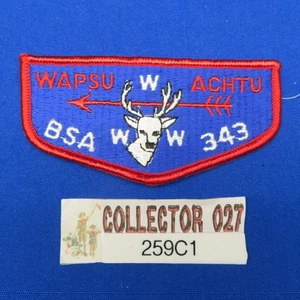 WAPSU W ACHTU
BSA W W 343
COLLECTOR 027
259C1